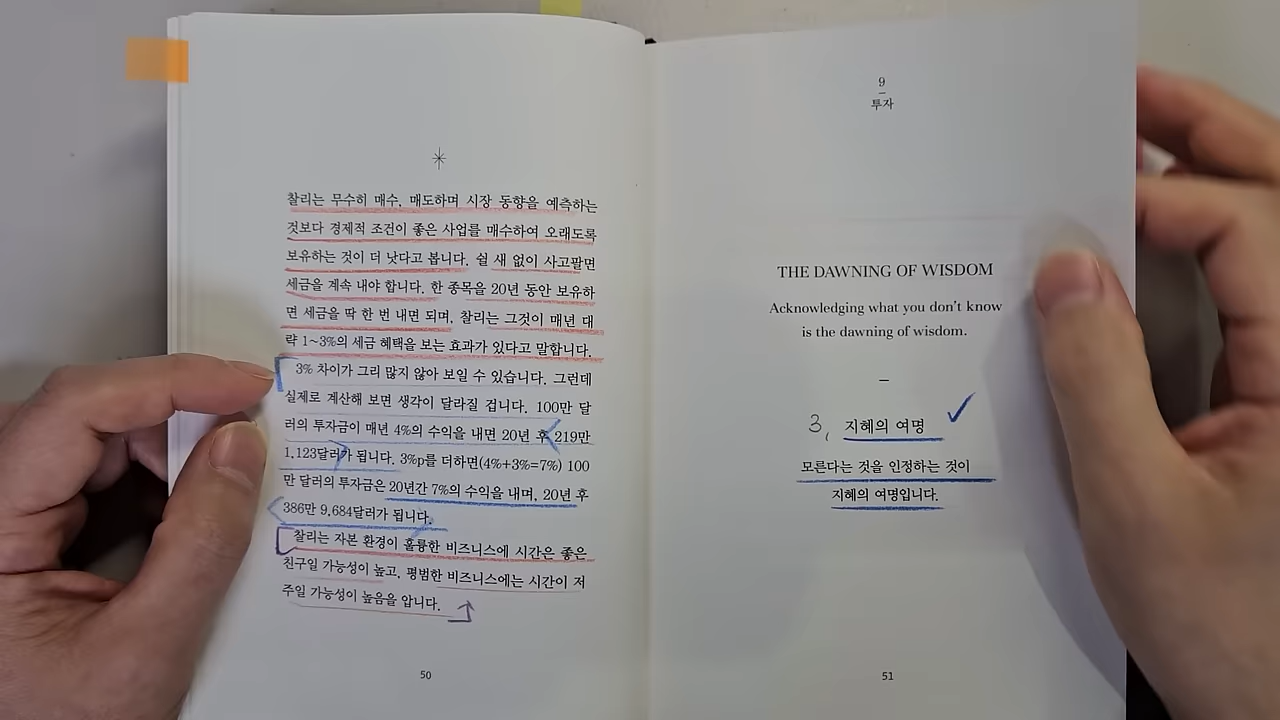 찰리는 무수히 매수, 매도하며 시장 동향을 예측하는
것보다 경제적 조건이 좋은 사업를 매수하여 오래도록
보유하는 것이 더 낫다고 봅니다. 쉴 새 없이 사고팔면
세금을 계속 내야 합니다. 한 종목을 20년 동안 보유하
면 세금을 딱 한 번 내면 되며, 찰리는 그것이 매년 대
략 1~3%의 세금 혜택을 보는 효과가 있다고 말합니다.
3% 차이가 그리 많지 않아 보일 수 있습니다. 그런데
실제로 계산해 보면 생각이 달라질 겁니다. 100만 달
러의 투자금이 매년 4%의 수익을 내면 20년 후 219만
1,123달러가 됩니다. 3%p를 더하면(4%+3%=7%) 100
만 달러의 투자금은 20년간 7%의 수익을 내며, 20년 후
386만 9,684달러가 됩니다.
찰리는 자본 환경이 훌륭한 비즈니스에 시간은 좋은
친구일 가능성이 높고, 평범한 비즈니스에는 시간이 저
주일 가능성이 높음을 압니다.
50
9
투자
THE DAWNING OF WISDOM
Acknowledging what you don't know
is the dawning of wisdom.
3, 지혜의 여명
모른다는 것을 인정하는 것이
지혜의 여명입니다.
51